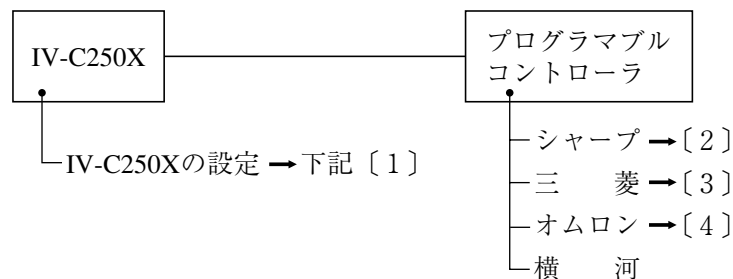 IV-C250X
プログラマブル
コントローラ
IV-C250Xの設定 → 下記〔1〕
シャープ → 〔2〕
三　　菱 → 〔3〕
オムロン → 〔4〕
横　　河